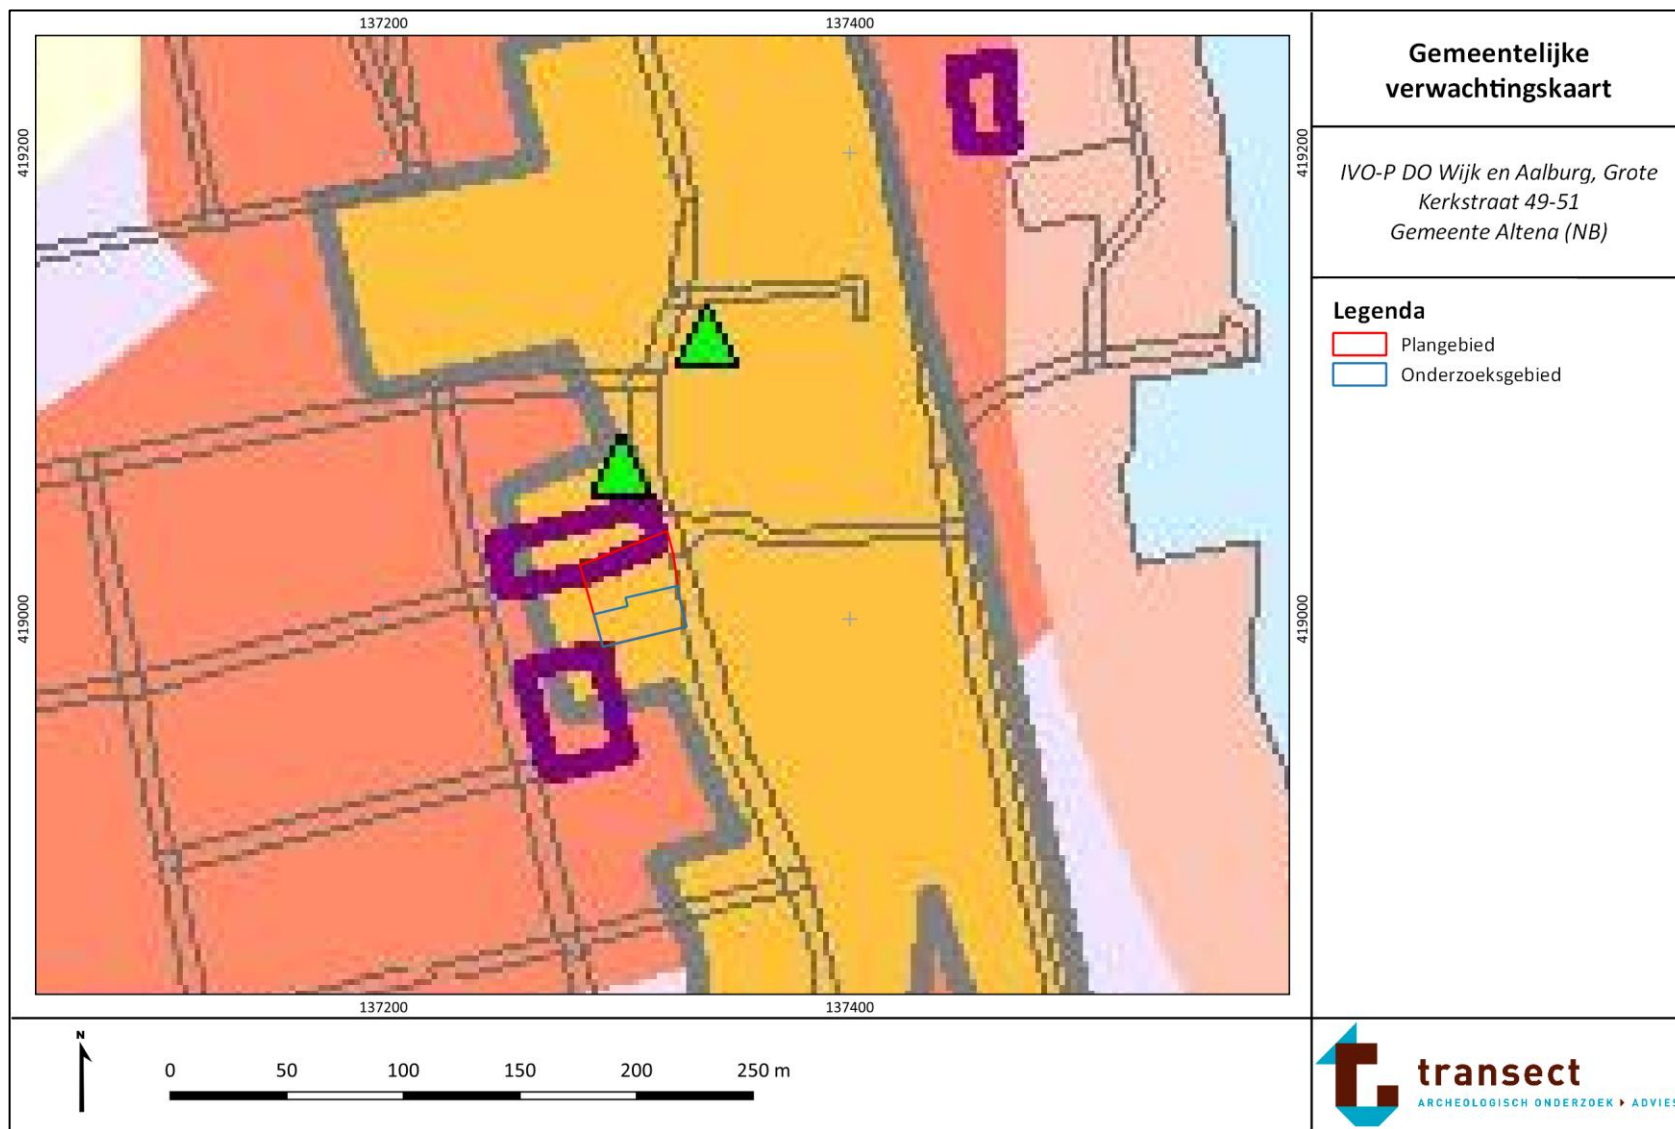 137200
137400
419200
419200
419000
419000
137200
137400
Gemeentelijke
verwachtingskaart
IVO-P DO Wijk en Aalburg, Grote
Kerkstraat 49-51
Gemeente Altena (NB)
Legenda
Plangebied
Onderzoeksgebied
N
0 50 100 150 200 250 m
transect
ARCHEOLOGISCH ONDERZOEK ▸ ADVIES